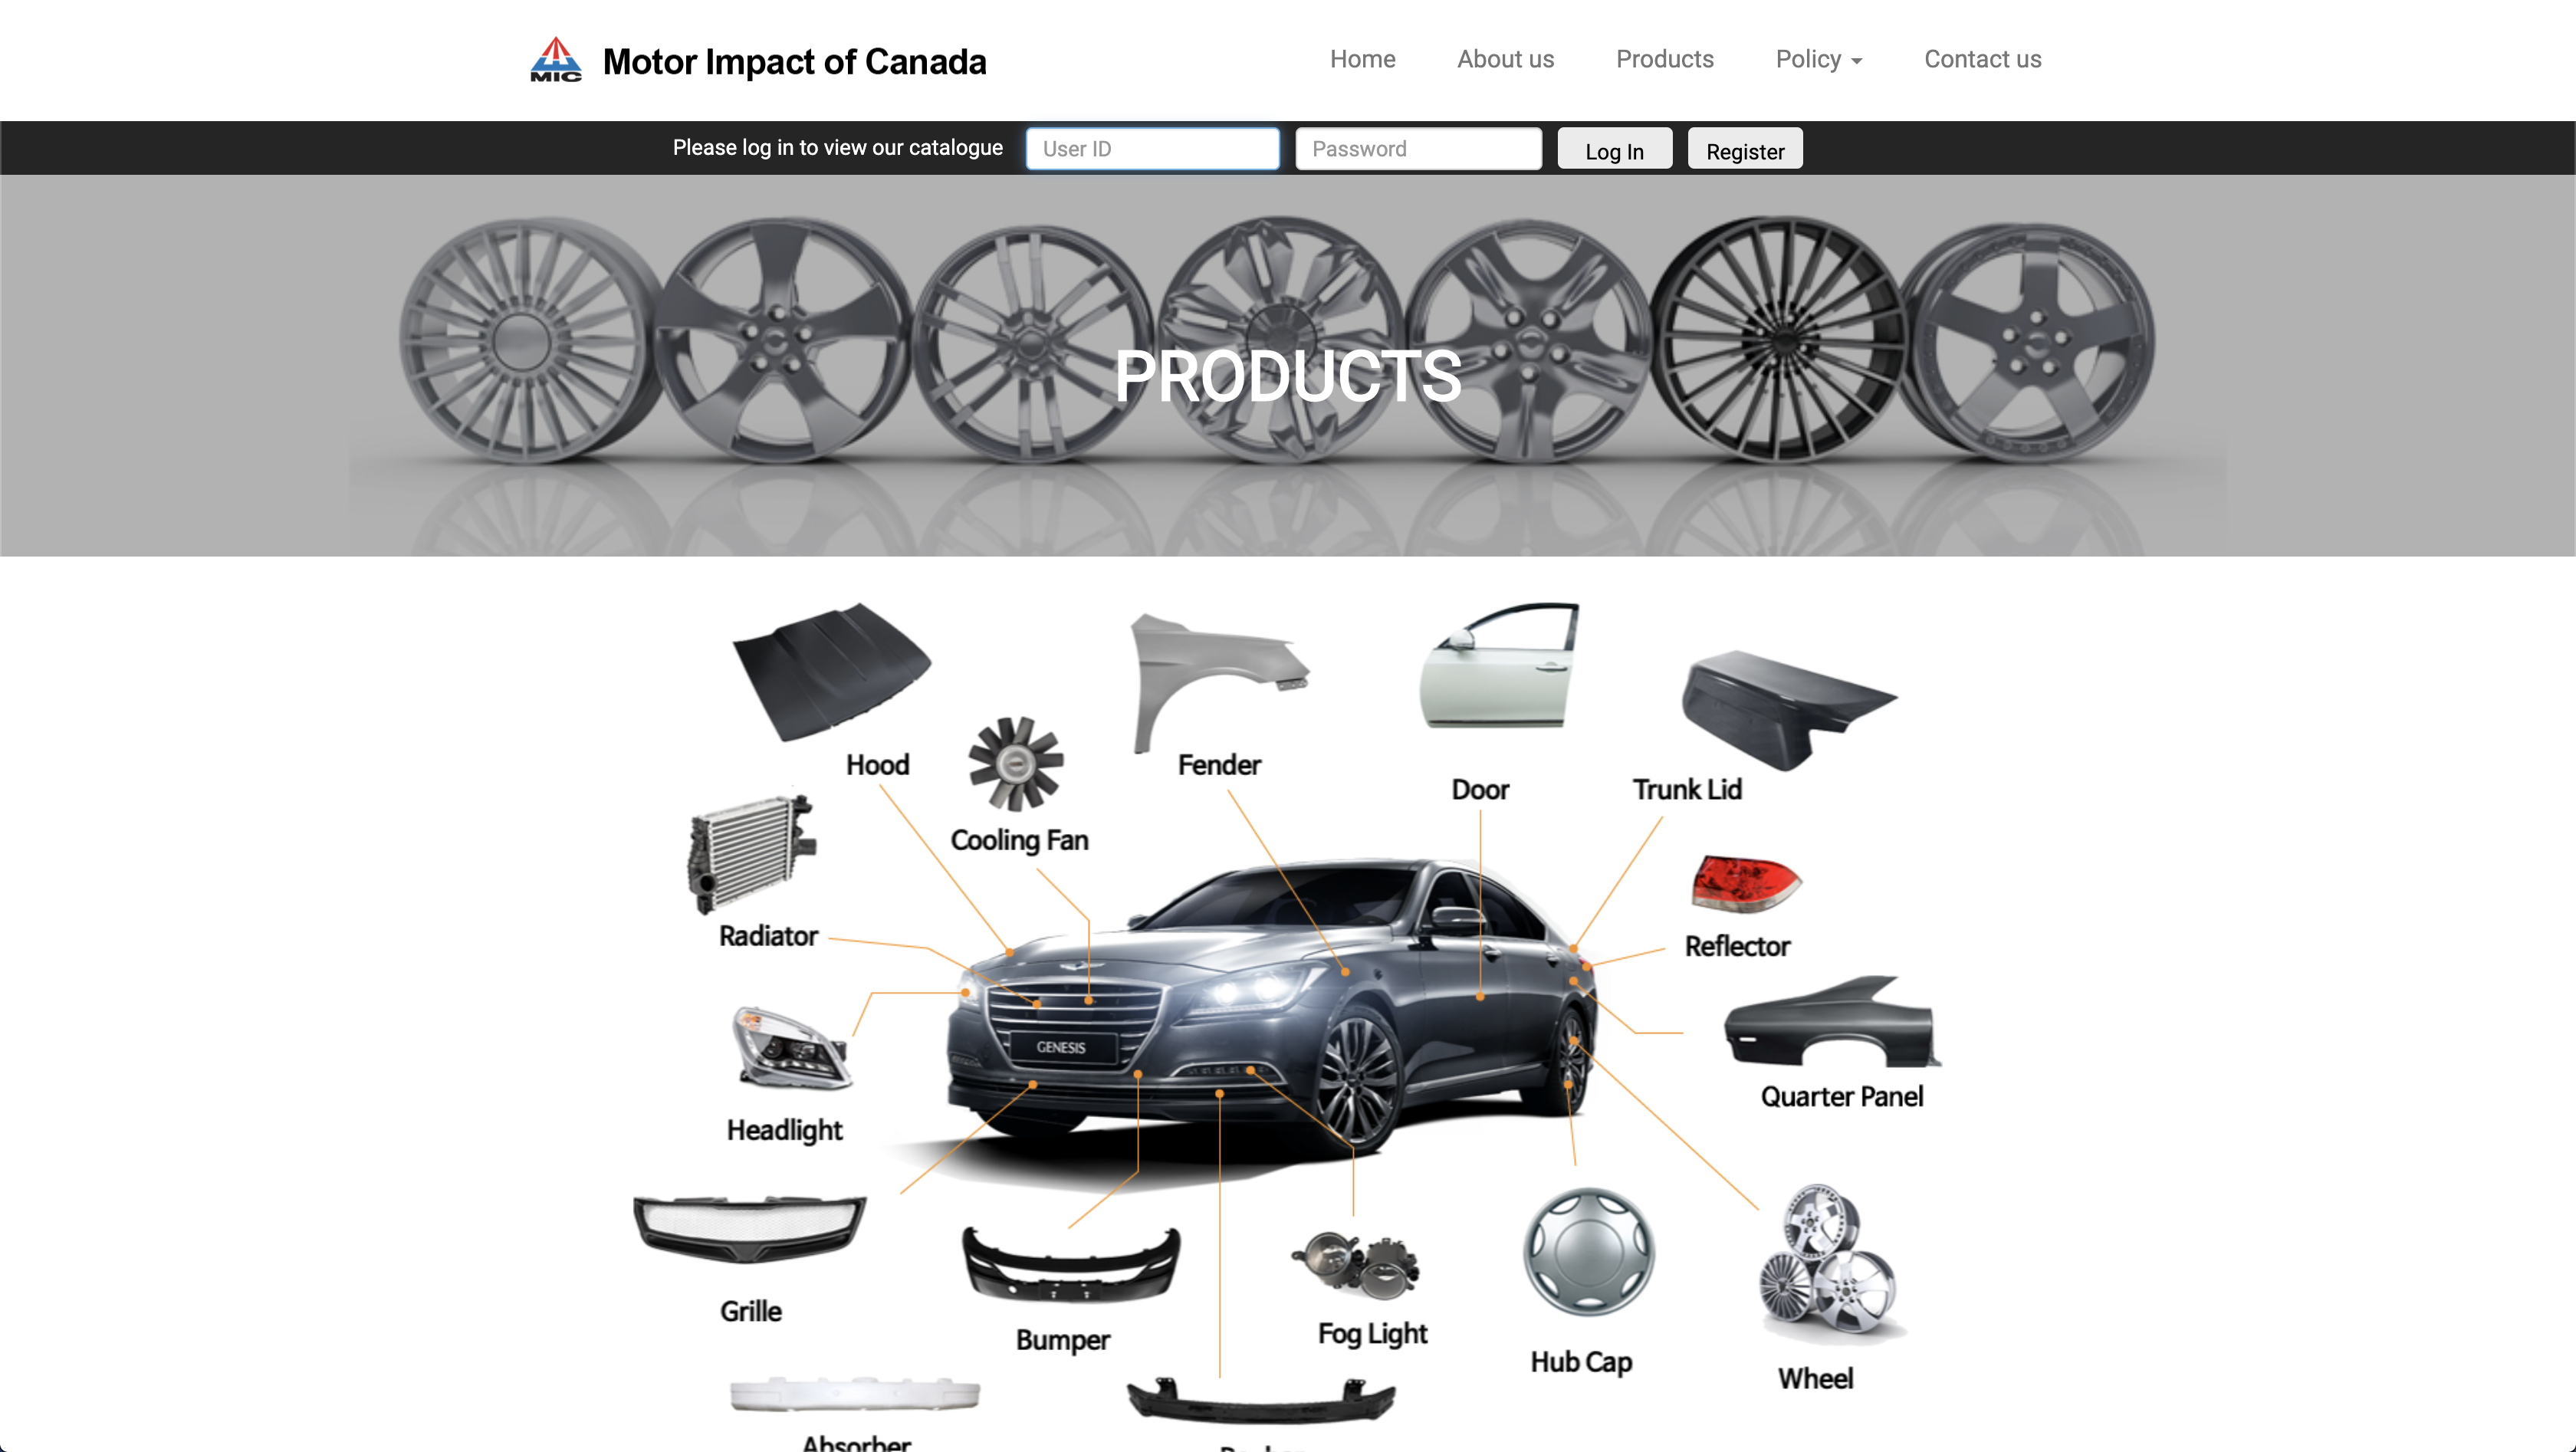 MIC
Motor Impact of Canada
Home
About us
Products
Policy
Contact us
Please log in to view our catalogue
User ID
Password
Log In
Register
PRODUCTS
Hood
Cooling Fan
Fender
Door
Trunk Lid
Radiator
Reflector
GENESIS
Headlight
Quarter Panel
Grille
Bumper
Fog Light
Hub Cap
Wheel
Absorber